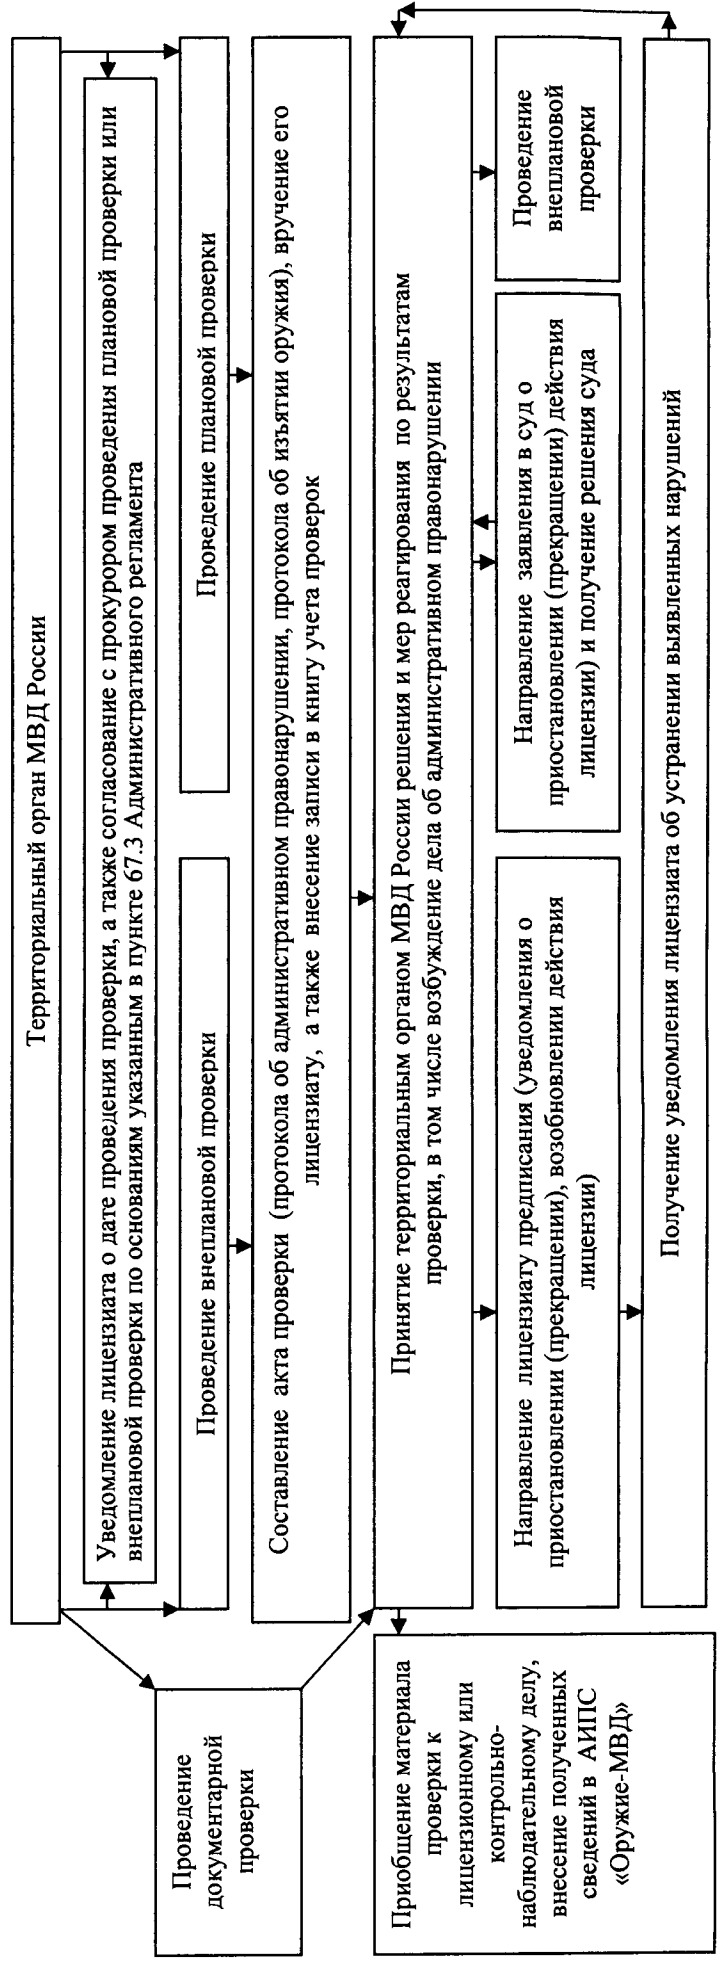 Территориальный орган МВД России
Уведомление лицензиата о дате проведения проверки, а также согласование с прокурором проведения плановой проверки или
внеплановой проверки по основаниям указанным в пункте 67.3 Административного регламента
Проведение
документарной
проверки
Проведение внеплановой проверки
Проведение плановой проверки
Составление акта проверки (протокола об административном правонарушении, протокола об изъятии оружия), вручение его
лицензиату, а также внесение записи в книгу учета проверок
Принятие территориальным органом МВД России решения и мер реагирования по результатам
проверки, в том числе возбуждение дела об административном правонарушении
Приобщение материала
проверки к
лицензионному или
контрольно-
наблюдательному делу,
внесение полученных
сведений в АИПС
«Оружие-МВД»
Направление лицензиату предписания (уведомления о
приостановлении (прекращении), возобновлении действия
лицензии)
Направление заявления в суд о
приостановлении (прекращении) действия
лицензии) и получение решения суда
Проведение
внеплановой
проверки
Получение уведомления лицензиата об устранении выявленных нарушений